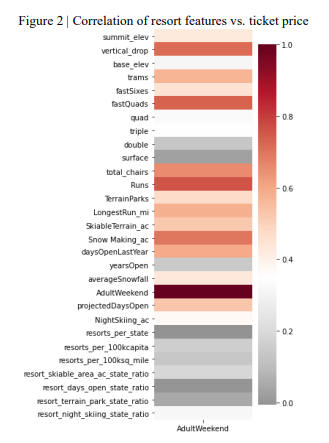 Figure 2 | Correlation of resort features vs. ticket price
summit_elev
vertical_drop
base_elev
trams
fastSixes
fastQuads
quad
triple
double
surface
total_chairs
Runs
TerrainParks
LongestRun_mi
SkiableTerrain_ac
Snow Making_ac
daysOpenLastYear
yearsOpen
averageSnowfall
AdultWeekend
projectedDaysOpen
NightSkiing_ac
resorts_per_state
resorts_per_100kcapita
resorts_per_100ksq_mile
resort_skiable_area_ac_state_ratio
resort_days_open_state_ratio
resort_terrain_park_state_ratio
resort_night_skiing_state_ratio
AdultWeekend
1.0
0.8
0.6
0.4
0.2
0.0